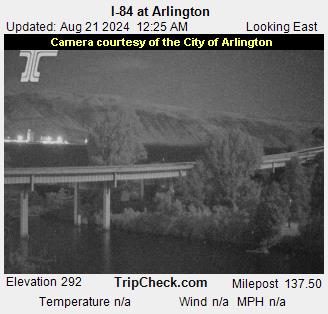 I-84 at Arlington
Updated: Aug 21 2024 12:25 AM Looking East
Camera courtesy of the City of Arlington
Elevation 292 TripCheck.com Milepost 137.50
Temperature n/a Wind n/a MPH n/a